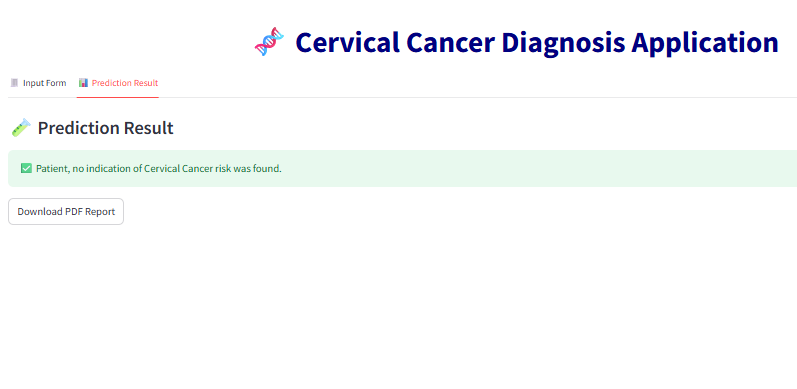 Cervical Cancer Diagnosis Application
Input Form
Prediction Result
Prediction Result
Patient, no indication of Cervical Cancer risk was found.
Download PDF Report